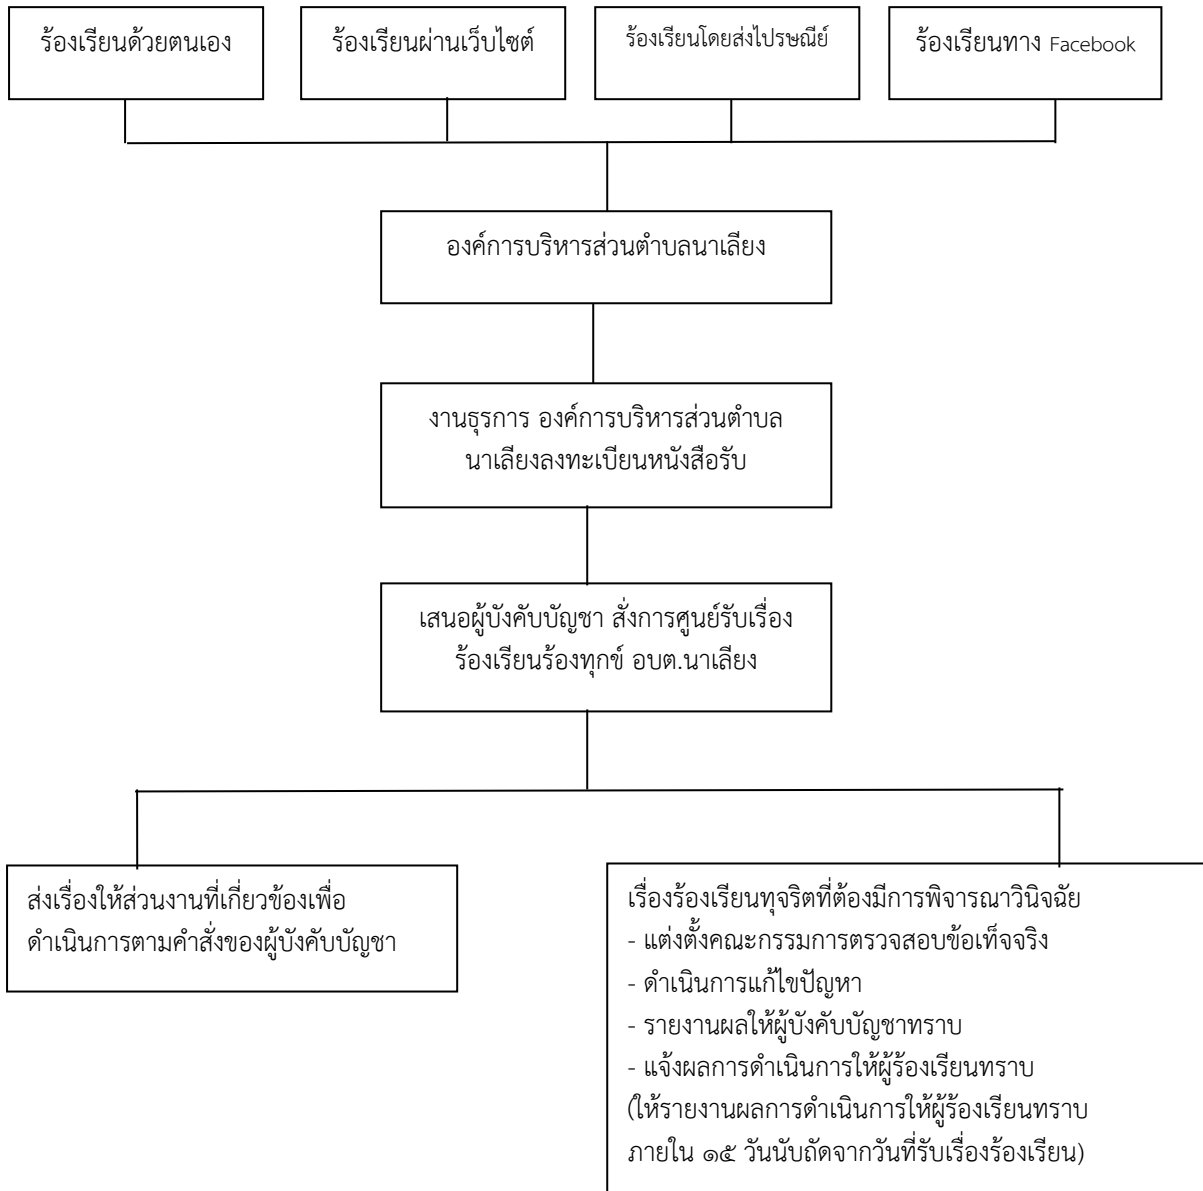 ร้องเรียนด้วยตนเอง
ร้องเรียนผ่านเว็บไซต์
ร้องเรียนโดยส่งไปรษณีย์
ร้องเรียนทาง Facebook
องค์การบริหารส่วนตำบลนาเลียง
งานธุรการ องค์การบริหารส่วนตำบล
นาเลียงลงทะเบียนหนังสือรับ
เสนอผู้บังคับบัญชา สั่งการศูนย์รับเรื่อง
ร้องเรียนร้องทุกข์ อบต.นาเลียง
ส่งเรื่องให้ส่วนงานที่เกี่ยวข้องเพื่อ
ดำเนินการตามคำสั่งของผู้บังคับบัญชา
เรื่องร้องเรียนทุจริตที่ต้องมีการพิจารณาวินิจฉัย
- แต่งตั้งคณะกรรมการตรวจสอบข้อเท็จจริง
- ดำเนินการแก้ไขปัญหา
- รายงานผลให้ผู้บังคับบัญชาทราบ
- แจ้งผลการดำเนินการให้ผู้ร้องเรียนทราบ
(ให้รายงานผลการดำเนินการให้ผู้ร้องเรียนทราบ
ภายใน ๑๕ วันนับถัดจากวันที่รับเรื่องร้องเรียน)